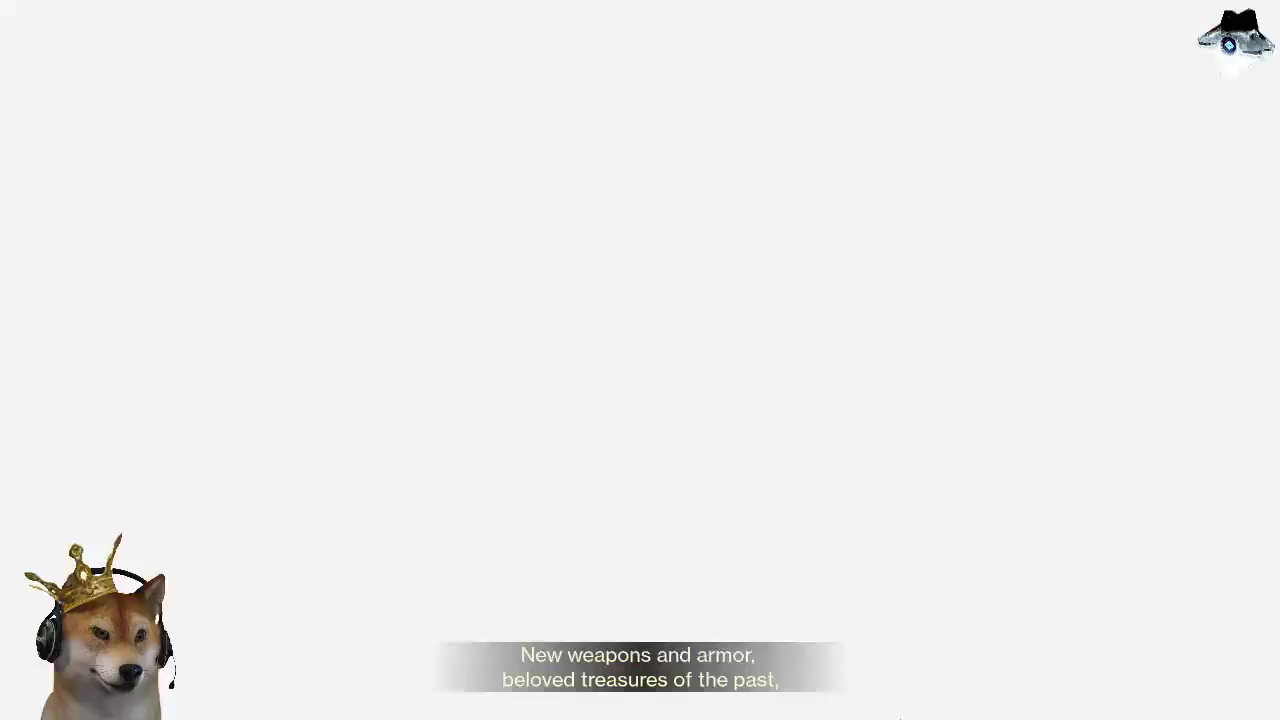 New weapons and armor,
beloved treasures of the past,